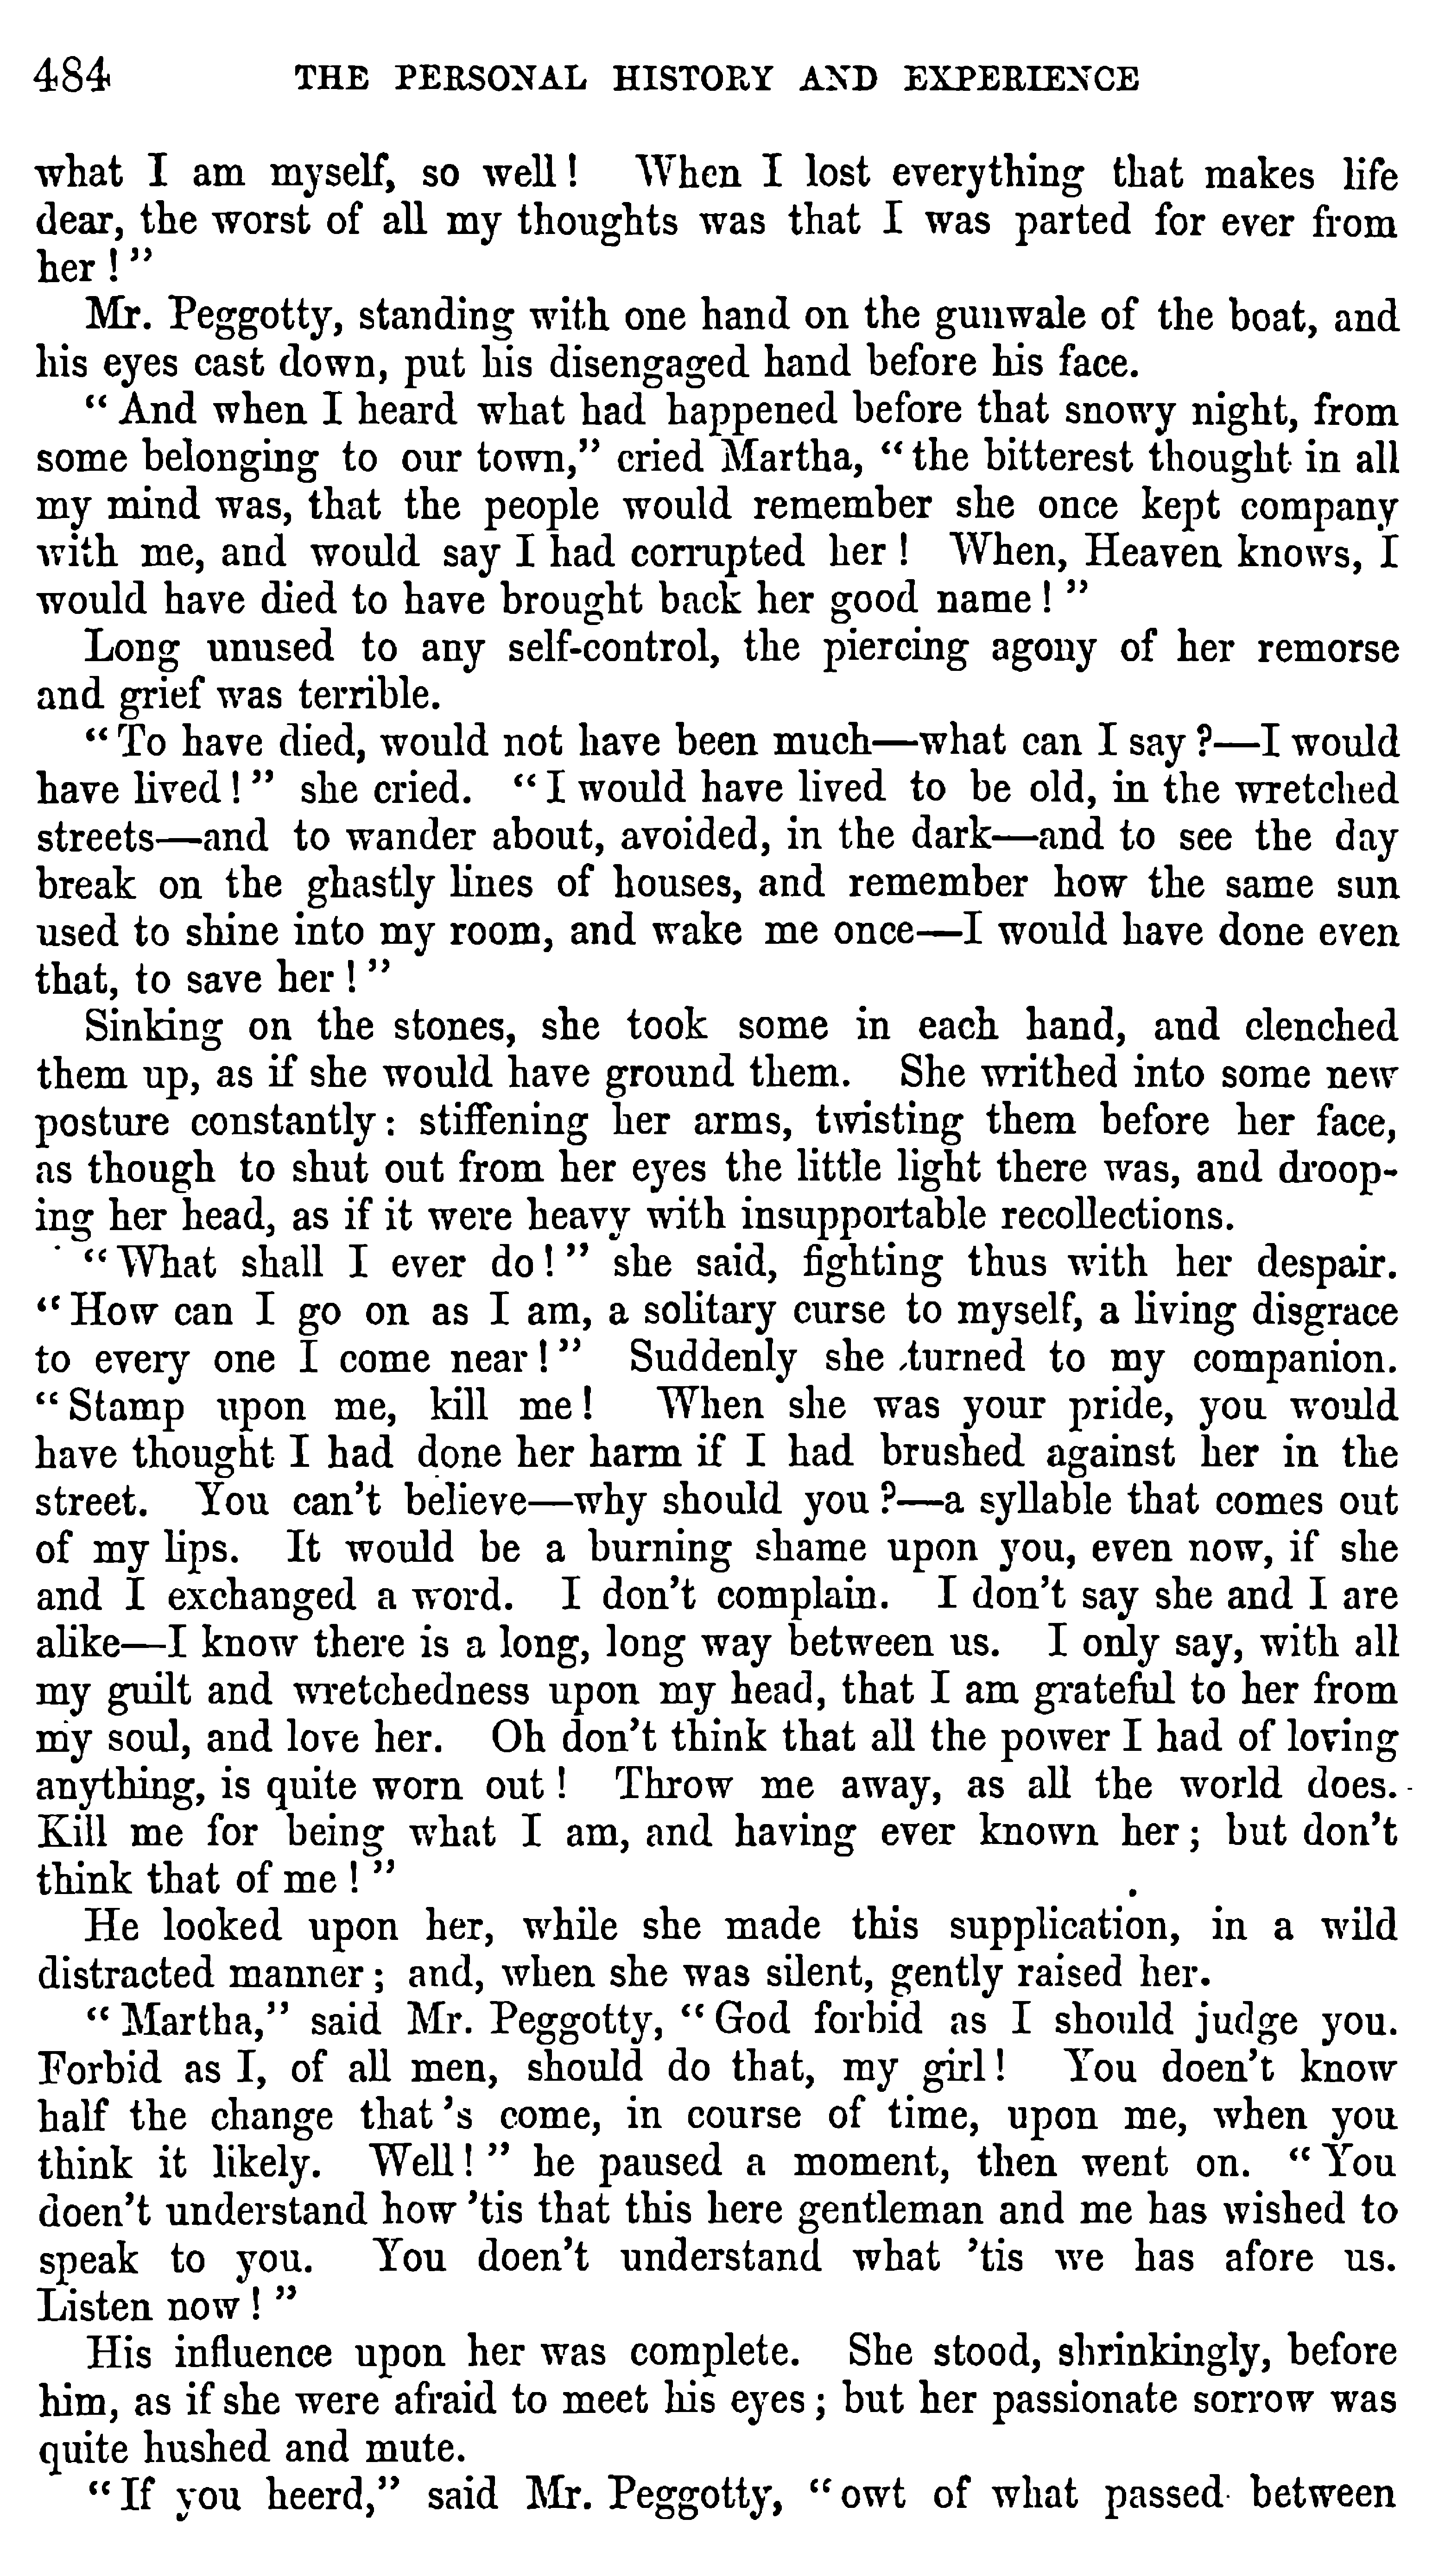 484 THE PERSONAL HISTORY AND EXPERIENCE
what I am myself, so well! When I lost everything that makes life
dear, the worst of all my thoughts was that I was parted for ever from
her!"
Mr. Peggotty, standing with one hand on the gunwale of the boat, and
his eyes cast down, put his disengaged hand before his face.
"And when I heard what had happened before that snowy night, from
some belonging to our town," cried Martha, "the bitterest thought in all
my mind was, that the people would remember she once kept company
with me, and would say I had corrupted her! When, Heaven knows, I
would have died to have brought back her good name!"
Long unused to any self-control, the piercing agony of her remorse
and grief was terrible.
"To have died, would not have been much—what can I say?—I would
have lived!" she cried. "I would have lived to be old, in the wretched
streets—and to wander about, avoided, in the dark—and to see the day
break on the ghastly lines of houses, and remember how the same sun
used to shine into my room, and wake me once—I would have done even
that, to save her!"
Sinking on the stones, she took some in each hand, and clenched
them up, as if she would have ground them. She writhed into some new
posture constantly: stiffening her arms, twisting them before her face,
as though to shut out from her eyes the little light there was, and droop-
ing her head, as if it were heavy with insupportable recollections.
"What shall I ever do!" she said, fighting thus with her despair.
"How can I go on as I am, a solitary curse to myself, a living disgrace
to every one I come near!" Suddenly she turned to my companion.
"Stamp upon me, kill me! When she was your pride, you would
have thought I had done her harm if I had brushed against her in the
street. You can't believe—why should you?—a syllable that comes out
of my lips. It would be a burning shame upon you, even now, if she
and I exchanged a word. I don't complain. I don't say she and I are
alike—I know there is a long, long way between us. I only say, with all
my guilt and wretchedness upon my head, that I am grateful to her from
my soul, and love her. Oh don't think that all the power I had of loving
anything, is quite worn out! Throw me away, as all the world does.
Kill me for being what I am, and having ever known her; but don't
think that of me!"
He looked upon her, while she made this supplication, in a wild
distracted manner; and, when she was silent, gently raised her.
"Martha," said Mr. Peggotty, "God forbid as I should judge you.
Forbid as I, of all men, should do that, my girl! You doen't know
half the change that's come, in course of time, upon me, when you
think it likely. Well!" he paused a moment, then went on. "You
doen't understand how 'tis that this here gentleman and me has wished to
speak to you. You doen't understand what 'tis we has afore us.
Listen now!"
His influence upon her was complete. She stood, shrinkingly, before
him, as if she were afraid to meet his eyes; but her passionate sorrow was
quite hushed and mute.
"If you heerd," said Mr. Peggotty, "owt of what passed between